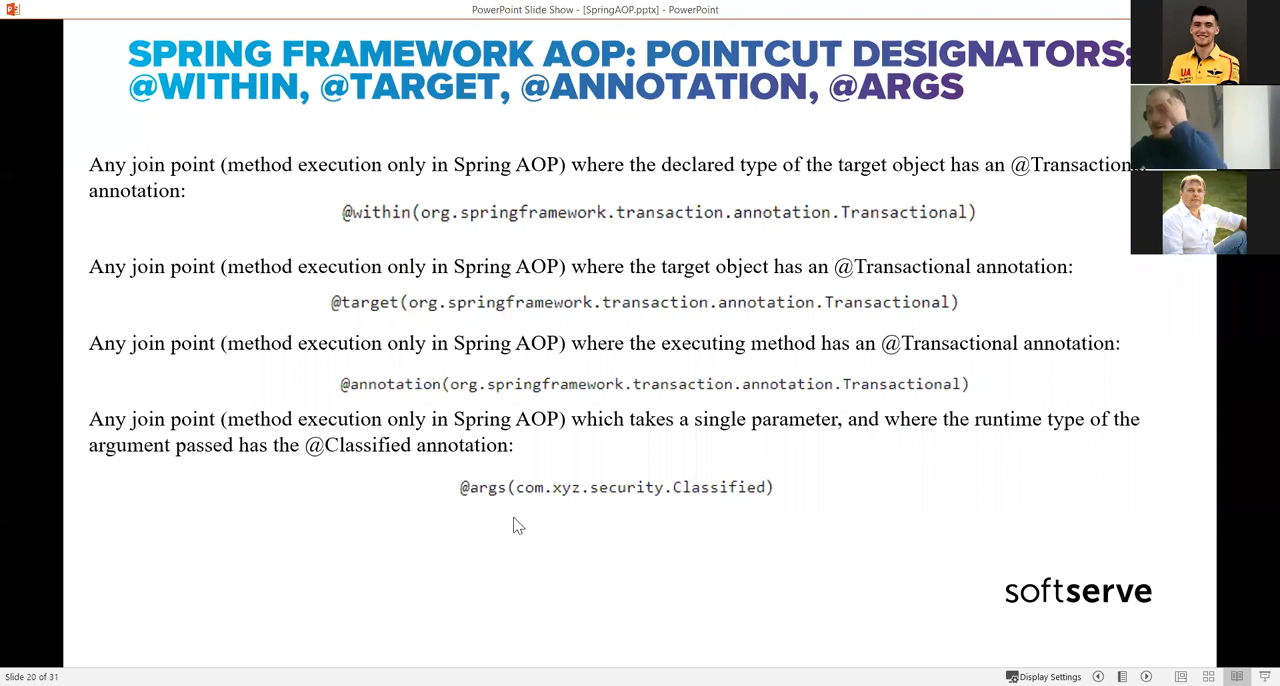 PowerPoint Slide Show - [SpringAOP.pptx] - PowerPoint
SPRING FRAMEWORK AOP: POINTCUT DESIGNATORS:
@WITHIN, @TARGET, @ANNOTATION, @ARGS
UA
Any join point (method execution only in Spring AOP) where the declared type of the target object has an @Transaction
annotation:
@within(org.springframework.transaction.annotation.Transactional)
Any join point (method execution only in Spring AOP) where the target object has an @Transactional annotation:
@target(org.springframework.transaction.annotation.Transactional)
Any join point (method execution only in Spring AOP) where the executing method has an @Transactional annotation:
@annotation(org.springframework.transaction.annotation.Transactional)
Any join point (method execution only in Spring AOP) which takes a single parameter, and where the runtime type of the
argument passed has the @Classified annotation:
@args(com.xyz.security.Classified)
softserve
Slide 20 of 31
Display Settings